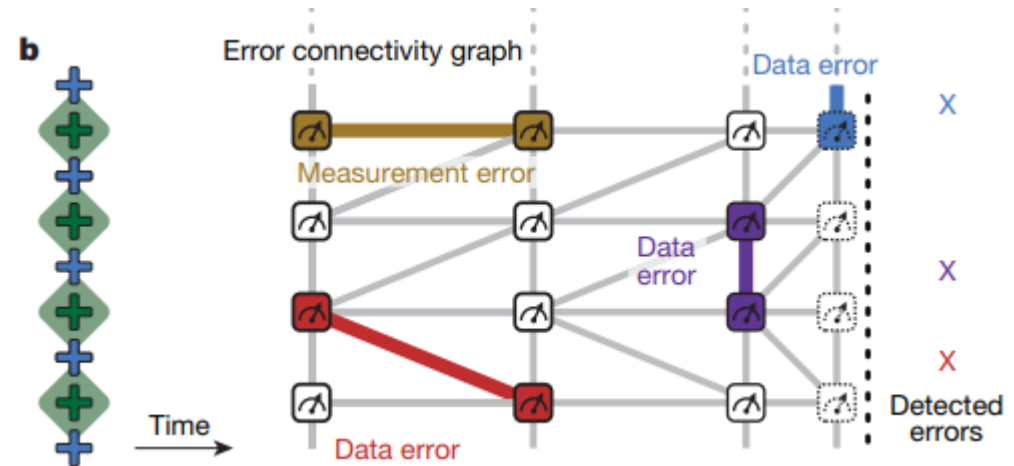 b
Error connectivity graph
Data error
X
Measurement error
Data
error
X
X
Time
Data error
Detected
errors